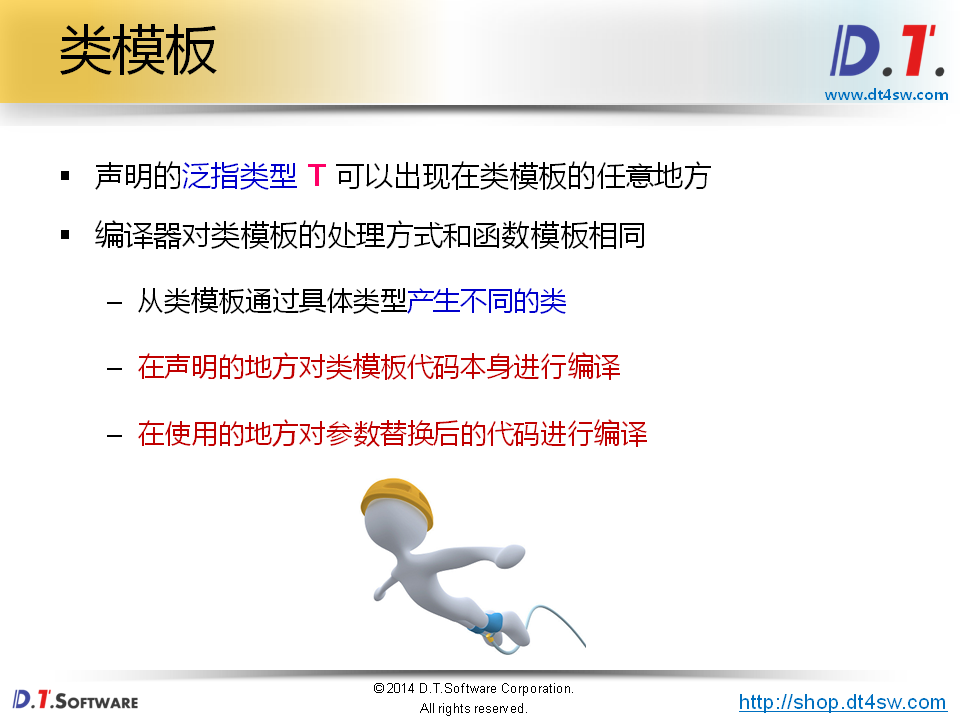 类模板
D.T.
www.dt4sw.com
▪ 声明的泛指类型 T 可以出现在类模板的任意地方
▪ 编译器对类模板的处理方式和函数模板相同
– 从类模板通过具体类型产生不同的类
– 在声明的地方对类模板代码本身进行编译
– 在使用的地方对参数替换后的代码进行编译
D.T.SOFTWARE
©2014 D.T.Software Corporation.
All rights reserved.
http://shop.dt4sw.com